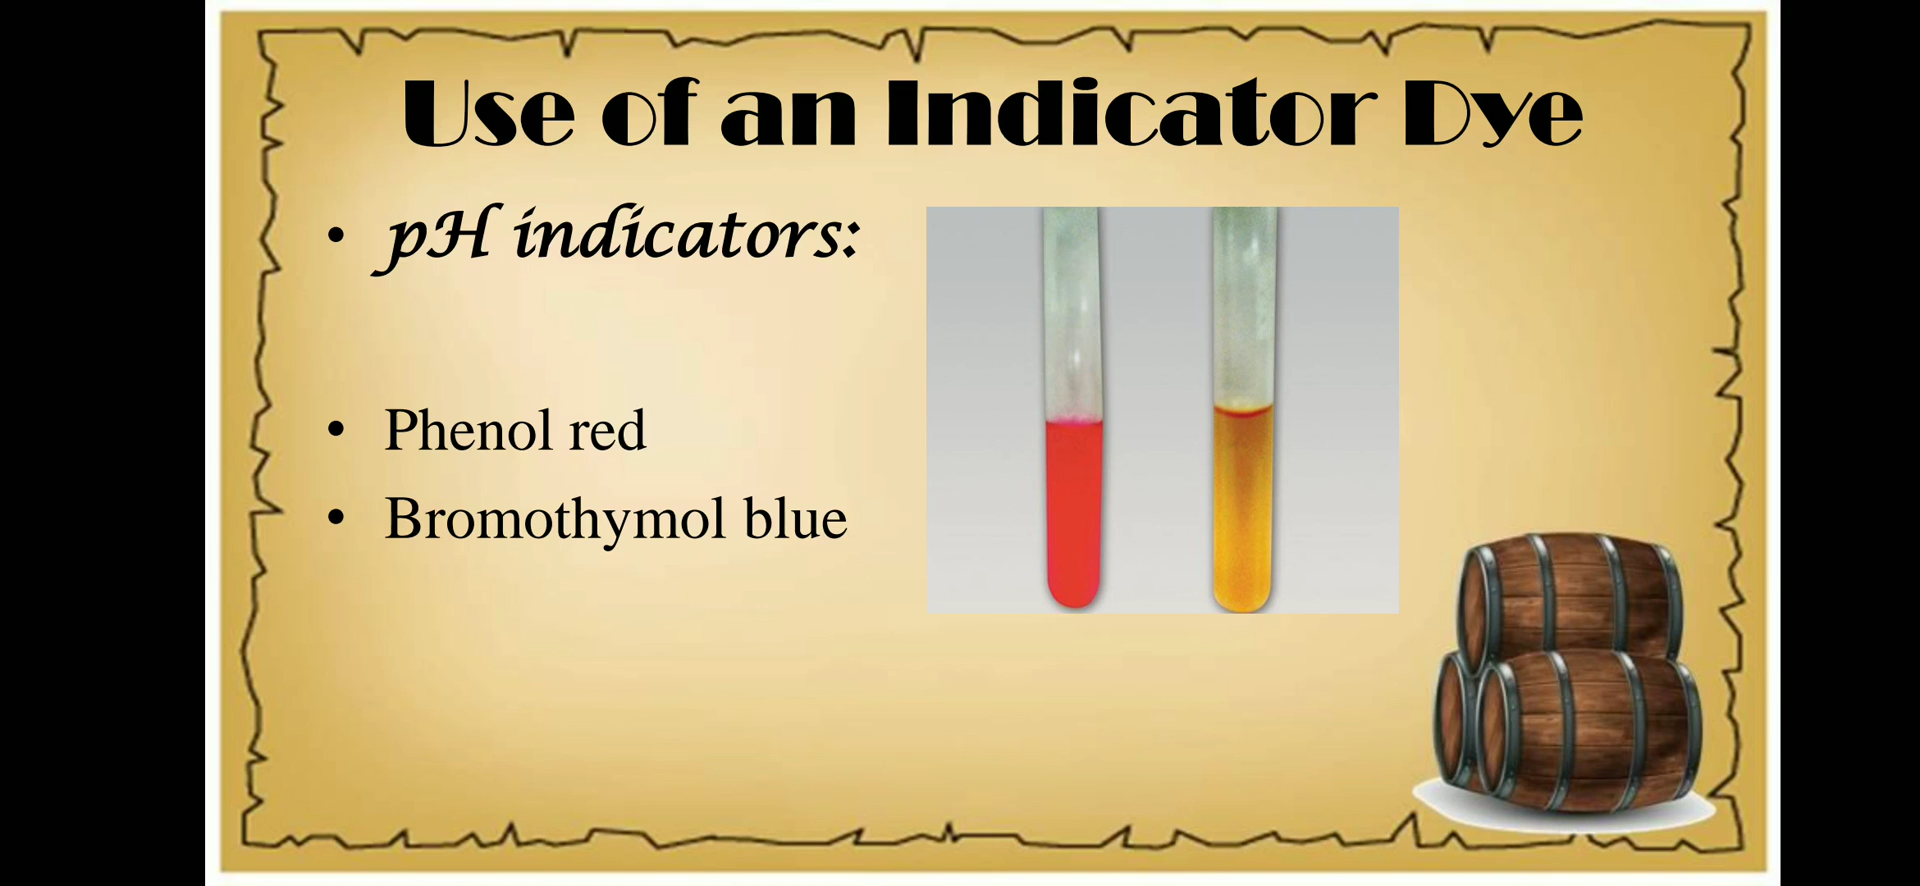 Use of an Indicator Dye
• pH indicators:
• Phenol red
• Bromothymol blue